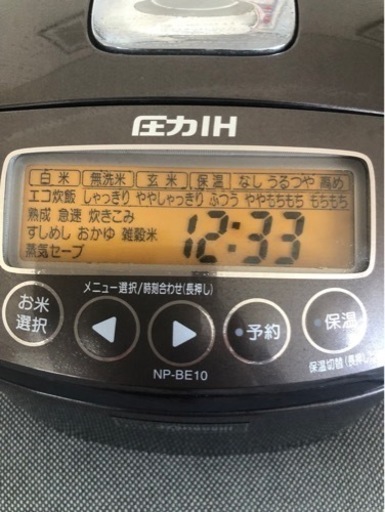 圧力IH
白米 無洗米 玄米 保温 なし うるつや 高め
エコ炊飯 しゃっきり ややしゃっきり ふつう ややもちもち もちもち
熟成 急速 炊きこみ
すしめし おかゆ 雑穀米
蒸気セーブ
12:33
メニュー選択/時刻合わせ(長押し)
お米選択
予約
保温
NP-BE10
保温切替(長押し)